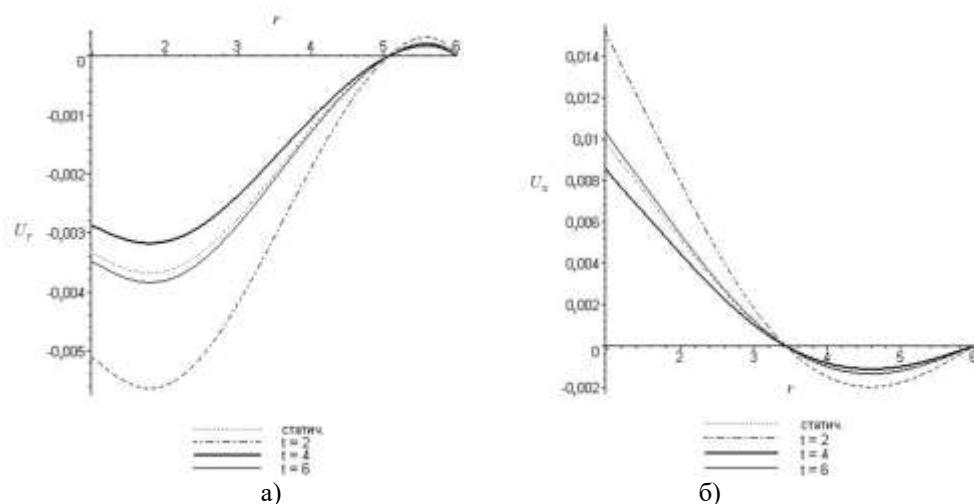 r
2 3 4 5 6
0
-0,001
-0,002
U_r -0,003
-0,004
-0,005
статич.
t = 2
t = 4
t = 6
а)
0,014
0,012
0,01
U_z 0,008
0,006
0,004
0,002
0 2 3 4 5 6
r
-0,002
статич.
t = 2
t = 4
t = 6
б)